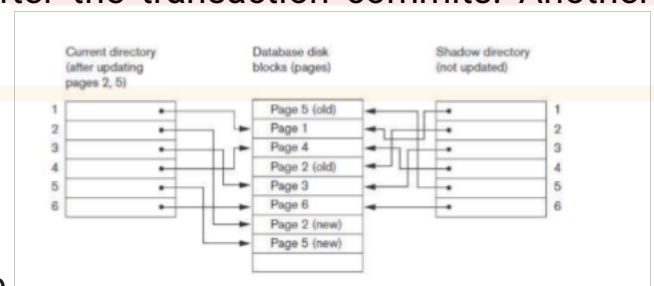 fter the transaction commits. Another
Current directory
(after updating
pages 2, 5)
Database disk
blocks (pages)
Shadow directory
(not updated)
1
2
3
4
5
6
Page 5 (old)
Page 1
Page 4
Page 2 (old)
Page 3
Page 6
Page 2 (new)
Page 5 (new)
1
2
3
4
5
6